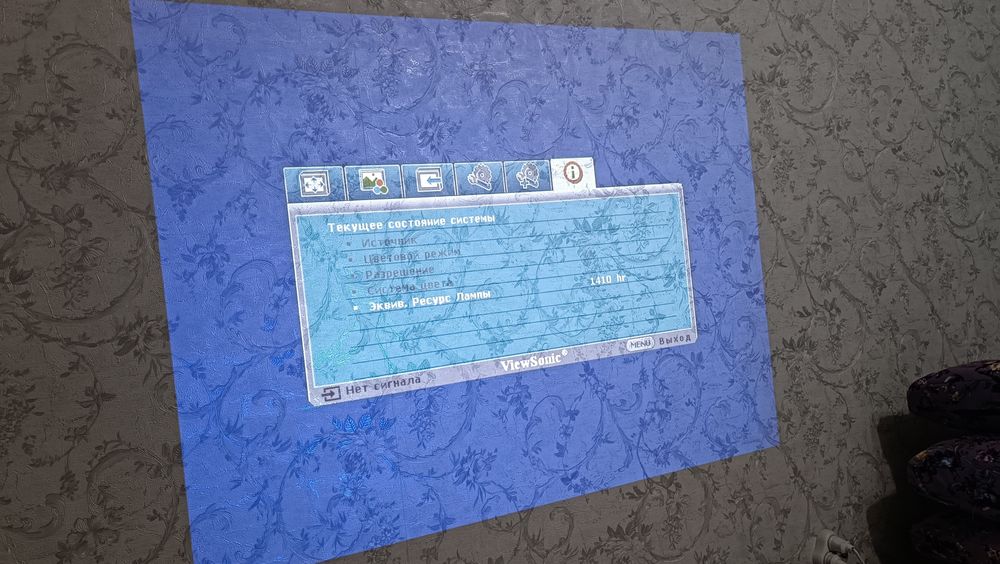 Текущее состояние системы
Источник
Цветовой режим
Разрешение
Система цвета
Эквив. Ресурс Лампы 1410 hr
ViewSonic®
MENU Выход
Нет сигнала